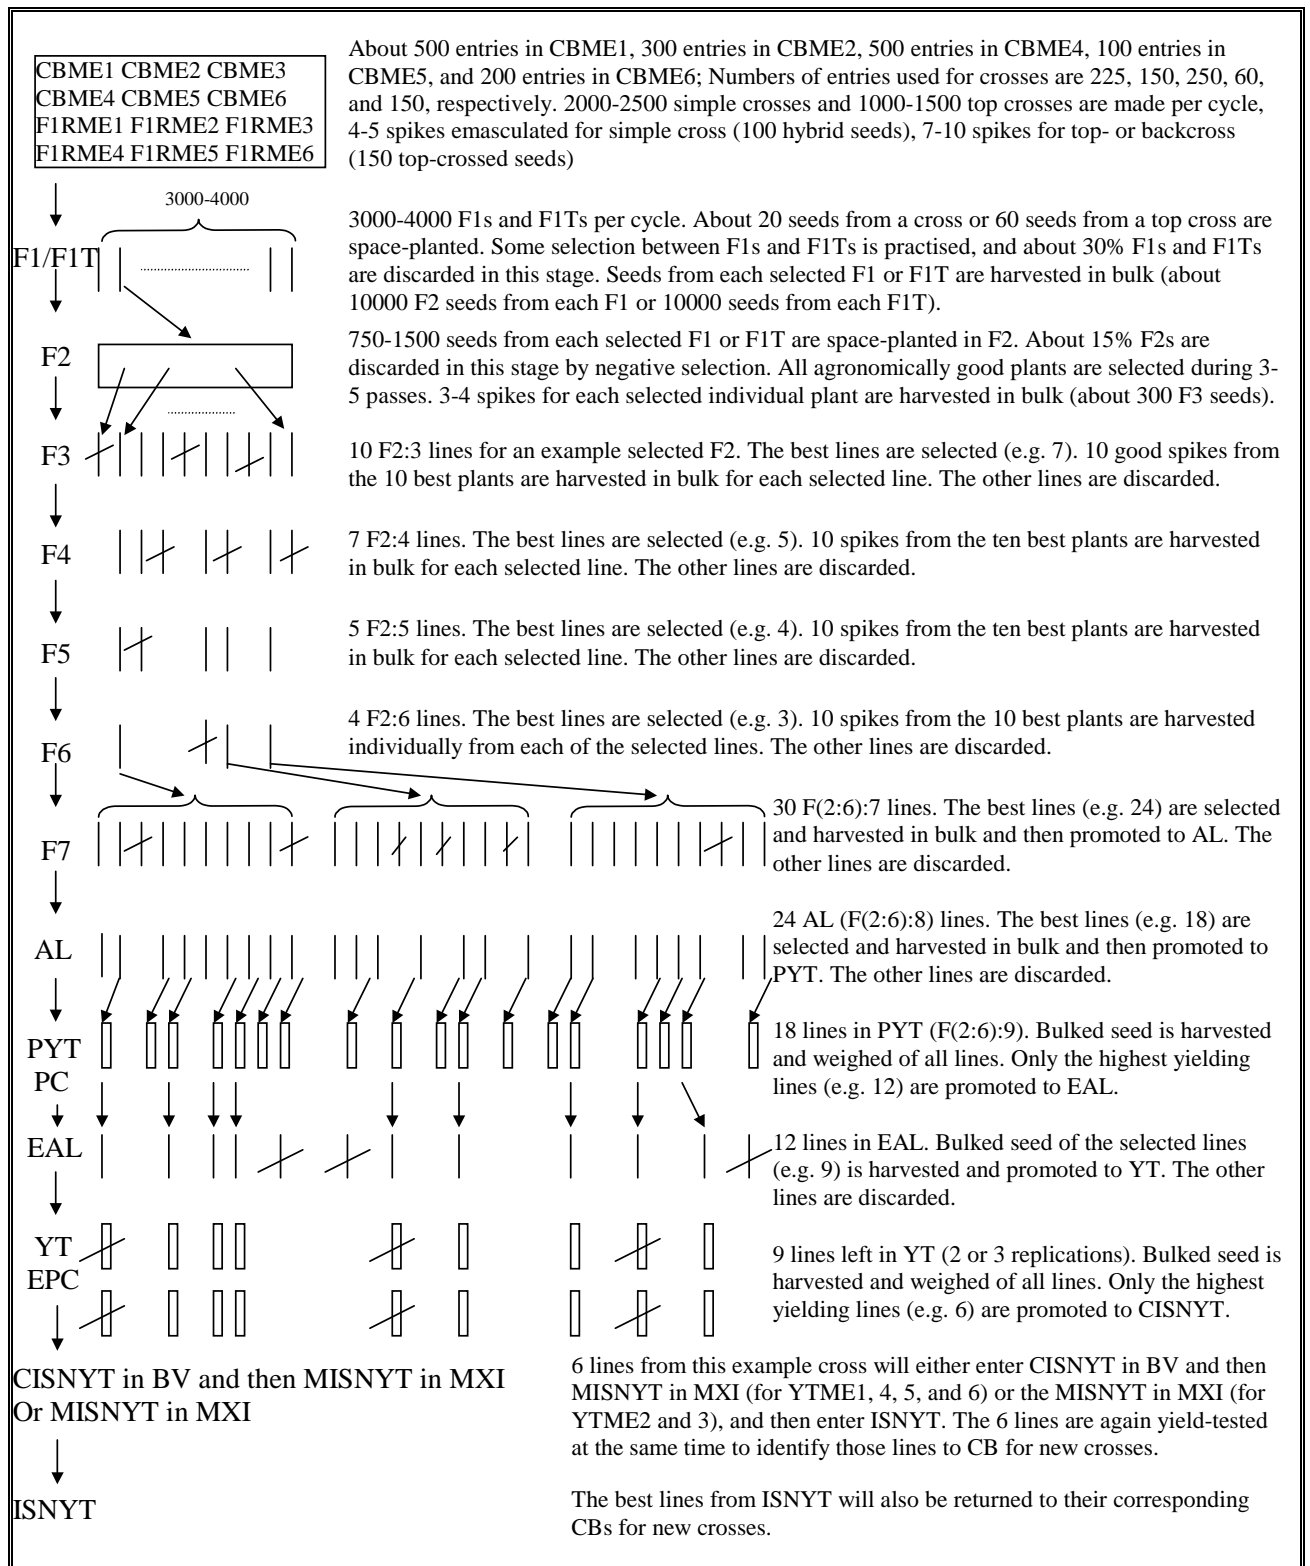 CBME1 CBME2 CBME3
CBME4 CBME5 CBME6
F1RME1 F1RME2 F1RME3
F1RME4 F1RME5 F1RME6
About 500 entries in CBME1, 300 entries in CBME2, 500 entries in CBME4, 100 entries in
CBME5, and 200 entries in CBME6; Numbers of entries used for crosses are 225, 150, 250, 60,
and 150, respectively. 2000-2500 simple crosses and 1000-1500 top crosses are made per cycle,
4-5 spikes emasculated for simple cross (100 hybrid seeds), 7-10 spikes for top- or backcross
(150 top-crossed seeds)
3000-4000
F1/F1T
3000-4000 F1s and F1Ts per cycle. About 20 seeds from a cross or 60 seeds from a top cross are
space-planted. Some selection between F1s and F1Ts is practised, and about 30% F1s and F1Ts
are discarded in this stage. Seeds from each selected F1 or F1T are harvested in bulk (about
10000 F2 seeds from each F1 or 10000 seeds from each F1T).
F2
750-1500 seeds from each selected F1 or F1T are space-planted in F2. About 15% F2s are
discarded in this stage by negative selection. All agronomically good plants are selected during 3-
5 passes. 3-4 spikes for each selected individual plant are harvested in bulk (about 300 F3 seeds).
F3
10 F2:3 lines for an example selected F2. The best lines are selected (e.g. 7). 10 good spikes from
the 10 best plants are harvested in bulk for each selected line. The other lines are discarded.
F4
7 F2:4 lines. The best lines are selected (e.g. 5). 10 spikes from the ten best plants are harvested
in bulk for each selected line. The other lines are discarded.
F5
5 F2:5 lines. The best lines are selected (e.g. 4). 10 spikes from the ten best plants are harvested
in bulk for each selected line. The other lines are discarded.
F6
4 F2:6 lines. The best lines are selected (e.g. 3). 10 spikes from the 10 best plants are harvested
individually from each of the selected lines. The other lines are discarded.
F7
30 F(2:6):7 lines. The best lines (e.g. 24) are selected
and harvested in bulk and then promoted to AL. The
other lines are discarded.
AL
24 AL (F(2:6):8) lines. The best lines (e.g. 18) are
selected and harvested in bulk and then promoted to
PYT. The other lines are discarded.
PYT
PC
18 lines in PYT (F(2:6):9). Bulked seed is harvested
and weighed of all lines. Only the highest yielding
lines (e.g. 12) are promoted to EAL.
EAL
12 lines in EAL. Bulked seed of the selected lines
(e.g. 9) is harvested and promoted to YT. The other
lines are discarded.
YT
EPC
9 lines left in YT (2 or 3 replications). Bulked seed is
harvested and weighed of all lines. Only the highest
yielding lines (e.g. 6) are promoted to CISNYT.
CISNYT in BV and then MISNYT in MXI
Or MISNYT in MXI
6 lines from this example cross will either enter CISNYT in BV and then
MISNYT in MXI (for YTME1, 4, 5, and 6) or the MISNYT in MXI (for
YTME2 and 3), and then enter ISNYT. The 6 lines are again yield-tested
at the same time to identify those lines to CB for new crosses.
ISNYT
The best lines from ISNYT will also be returned to their corresponding
CBs for new crosses.